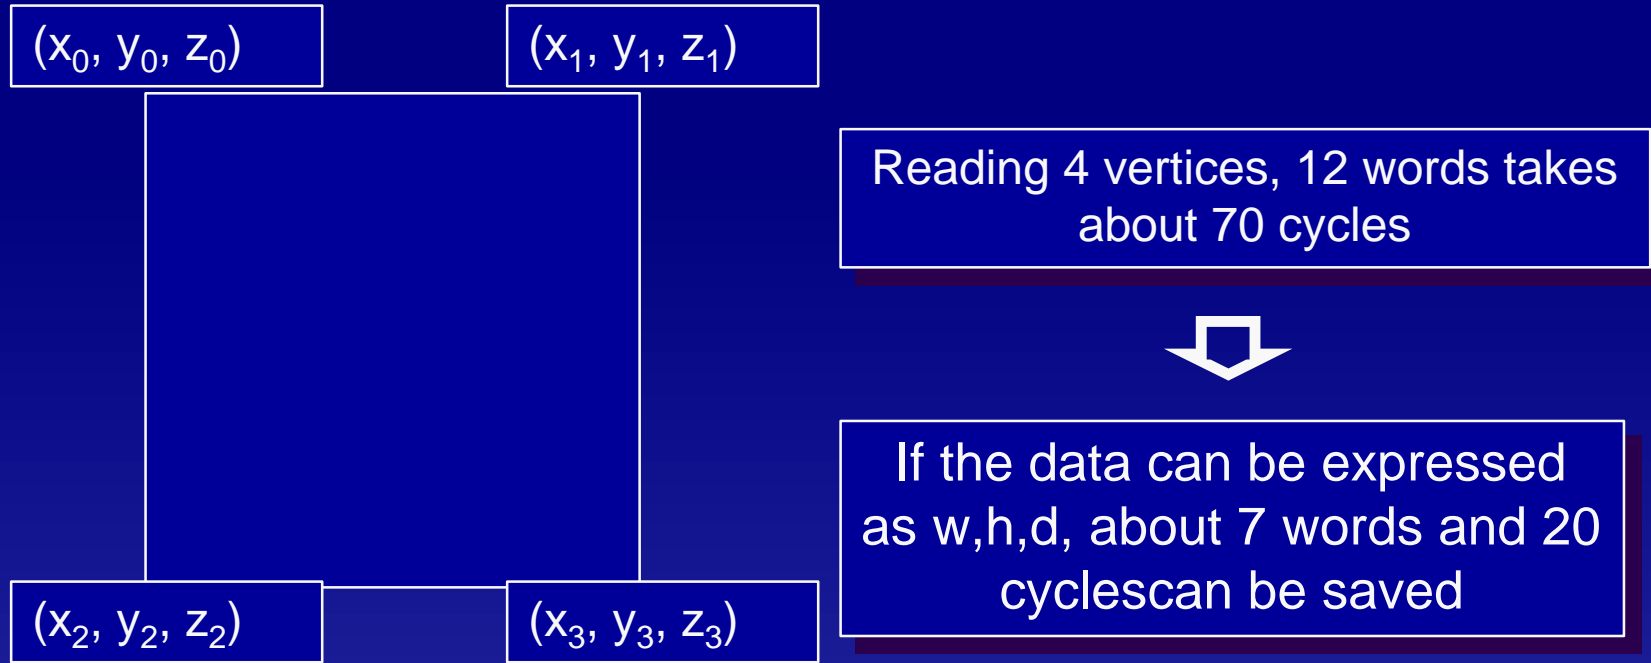 (x₀, y₀, z₀)
(x₁, y₁, z₁)
Reading 4 vertices, 12 words takes
about 70 cycles
If the data can be expressed
as w,h,d, about 7 words and 20
cyclescan be saved
(x₂, y₂, z₂)
(x₃, y₃, z₃)